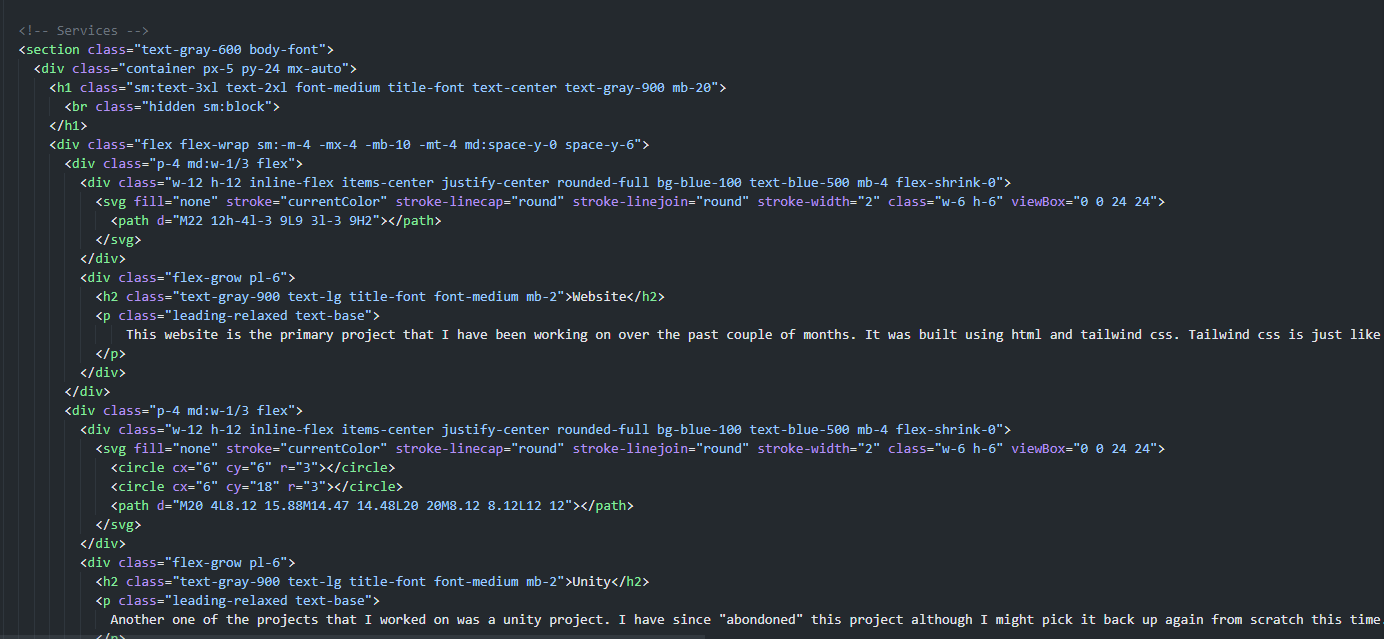 <!-- Services -->
<section class="text-gray-600 body-font">
<div class="container px-5 py-24 mx-auto">
<h1 class="sm:text-3xl text-2xl font-medium title-font text-center text-gray-900 mb-20">
<br class="hidden sm:block">
</h1>
<div class="flex flex-wrap sm:-m-4 -mx-4 -mb-10 -mt-4 md:space-y-0 space-y-6">
<div class="p-4 md:w-1/3 flex">
<div class="w-12 h-12 inline-flex items-center justify-center rounded-full bg-blue-100 text-blue-500 mb-4 flex-shrink-0">
<svg fill="none" stroke="currentColor" stroke-linecap="round" stroke-linejoin="round" stroke-width="2" class="w-6 h-6" viewBox="0 0 24 24">
<path d="M22 12h-4l-3 9L9 3l-3 9H2"></path>
</svg>
</div>
<div class="flex-grow pl-6">
<h2 class="text-gray-900 text-lg title-font font-medium mb-2">Website</h2>
<p class="leading-relaxed text-base">
This website is the primary project that I have been working on over the past couple of months. It was built using html and tailwind css. Tailwind css is just like
</p>
</div>
</div>
<div class="p-4 md:w-1/3 flex">
<div class="w-12 h-12 inline-flex items-center justify-center rounded-full bg-blue-100 text-blue-500 mb-4 flex-shrink-0">
<svg fill="none" stroke="currentColor" stroke-linecap="round" stroke-linejoin="round" stroke-width="2" class="w-6 h-6" viewBox="0 0 24 24">
<circle cx="6" cy="6" r="3"></circle>
<circle cx="6" cy="18" r="3"></circle>
<path d="M20 4L8.12 15.88M14.47 14.48L20 20M8.12 8.12L12 12"></path>
</svg>
</div>
<div class="flex-grow pl-6">
<h2 class="text-gray-900 text-lg title-font font-medium mb-2">Unity</h2>
<p class="leading-relaxed text-base">
Another one of the projects that I worked on was a unity project. I have since "abondoned" this project although I might pick it back up again from scratch this time.
</p>